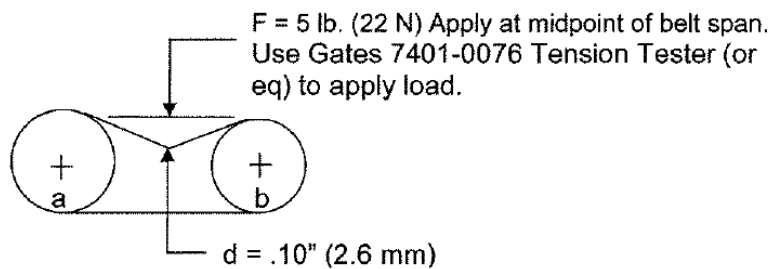 F = 5 lb. (22 N) Apply at midpoint of belt span.
Use Gates 7401-0076 Tension Tester (or
eq) to apply load.
a
b
d = .10" (2.6 mm)